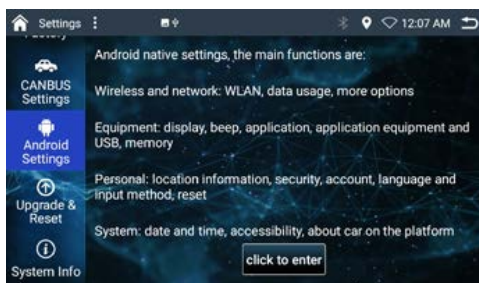 Settings
12:07 AM
CANBUS
Settings
Android
Settings
Upgrade &
Reset
System Info
Android native settings, the main functions are:
Wireless and network: WLAN, data usage, more options
Equipment: display, beep, application, application equipment and
USB, memory
Personal: location information, security, account, language and
input method, reset
System: date and time, accessibility, about car on the platform
click to enter